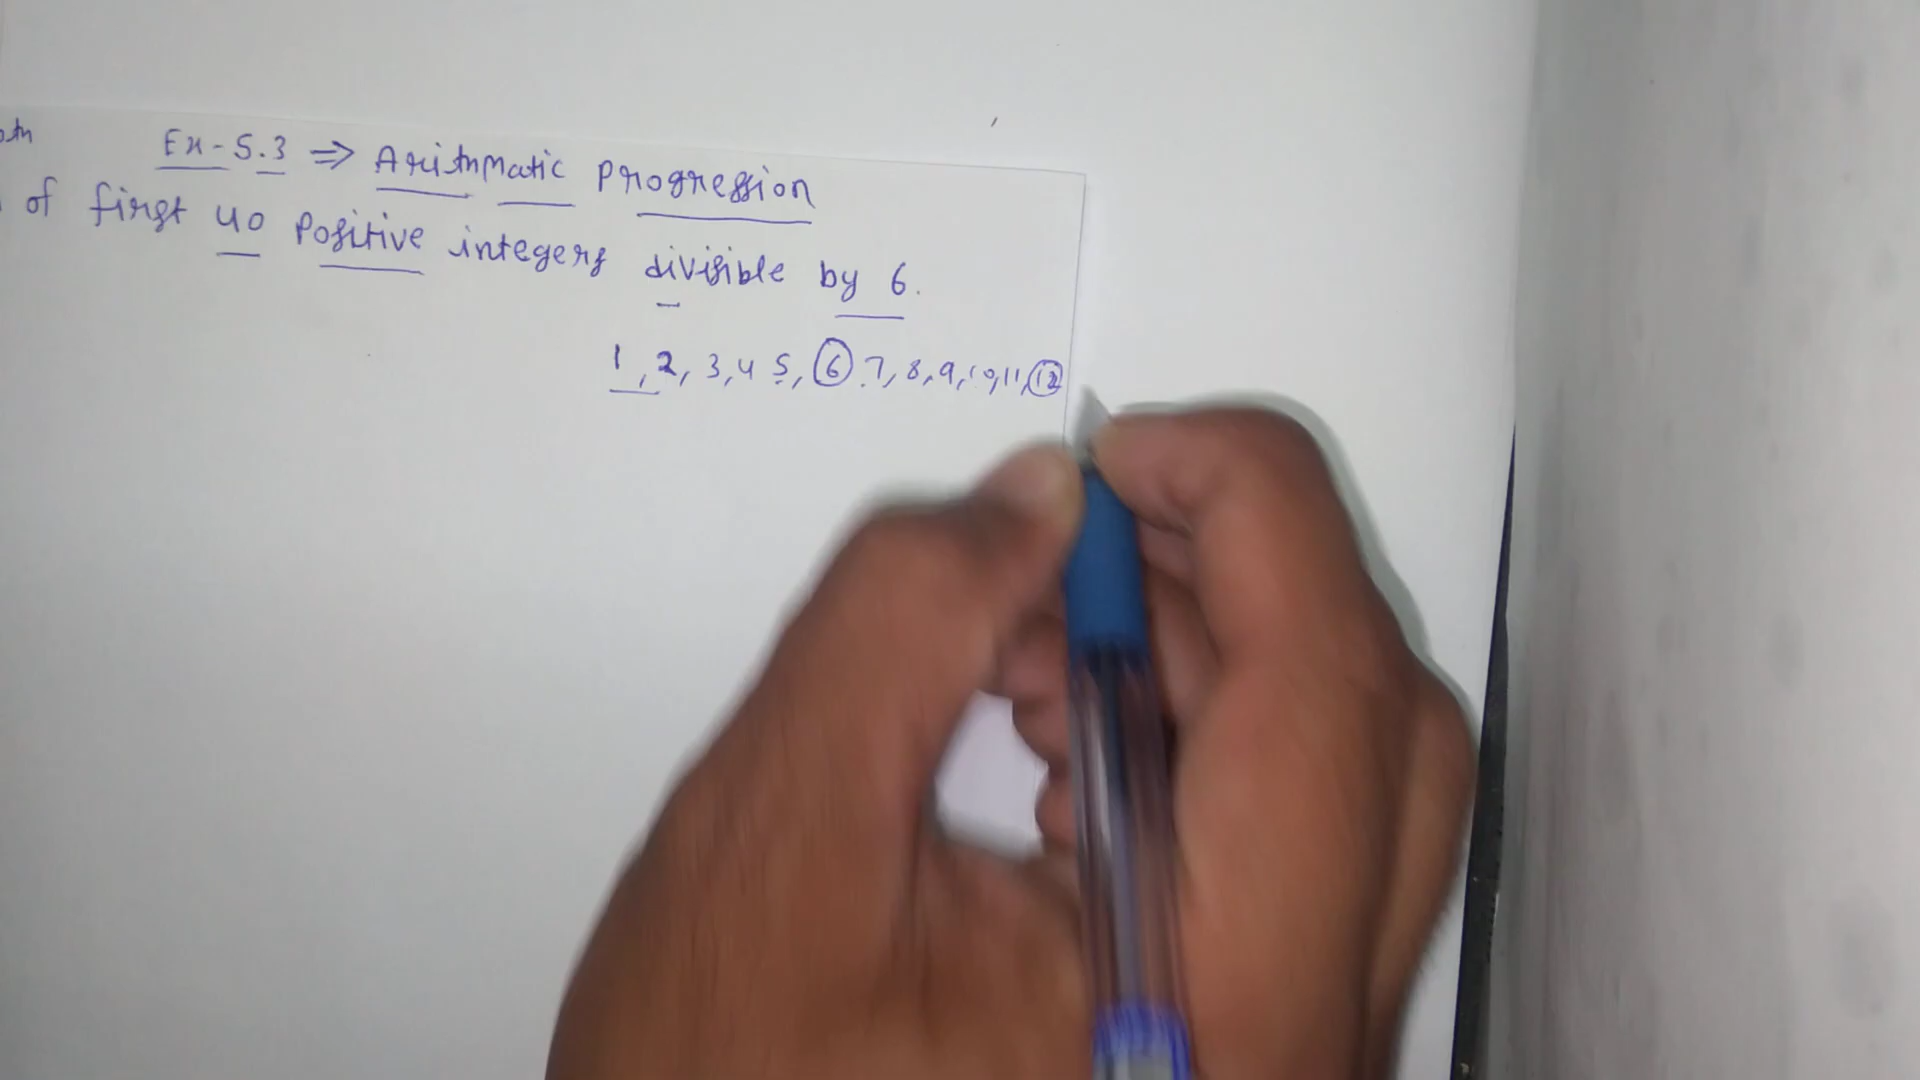 Ex-5.3 ⇒ Arithmatic Progression
of first 40 Positive integers divisible by 6.
1, 2, 3, 4 5, 6 7, 8, 9, 10, 11, 12